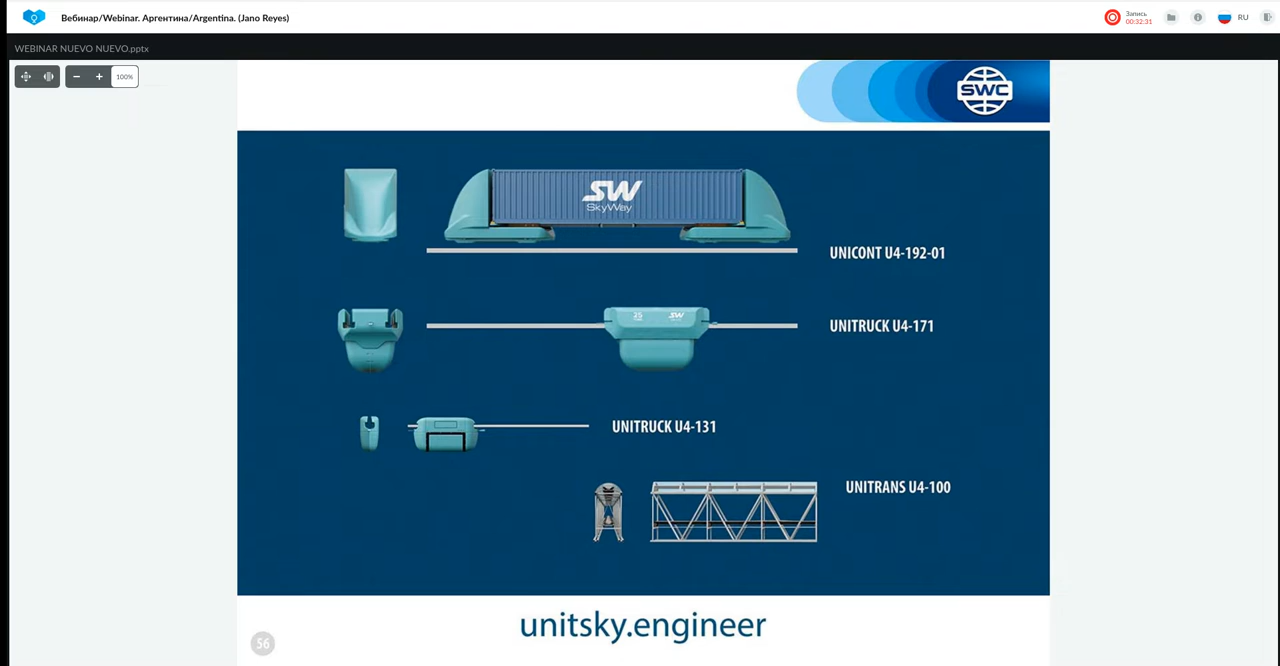 Вебинар/Webinar. Аргентина/Argentina. (Jano Reyes)
Запись
00:32:31
RU
WEBINAR NUEVO NUEVO.pptx
100%
SWC
SW
SkyWay
UNICONT U4-192-01
25
SW
UNITRUCK U4-171
UNITRUCK U4-131
UNITRANS U4-100
unitsky.engineer
56